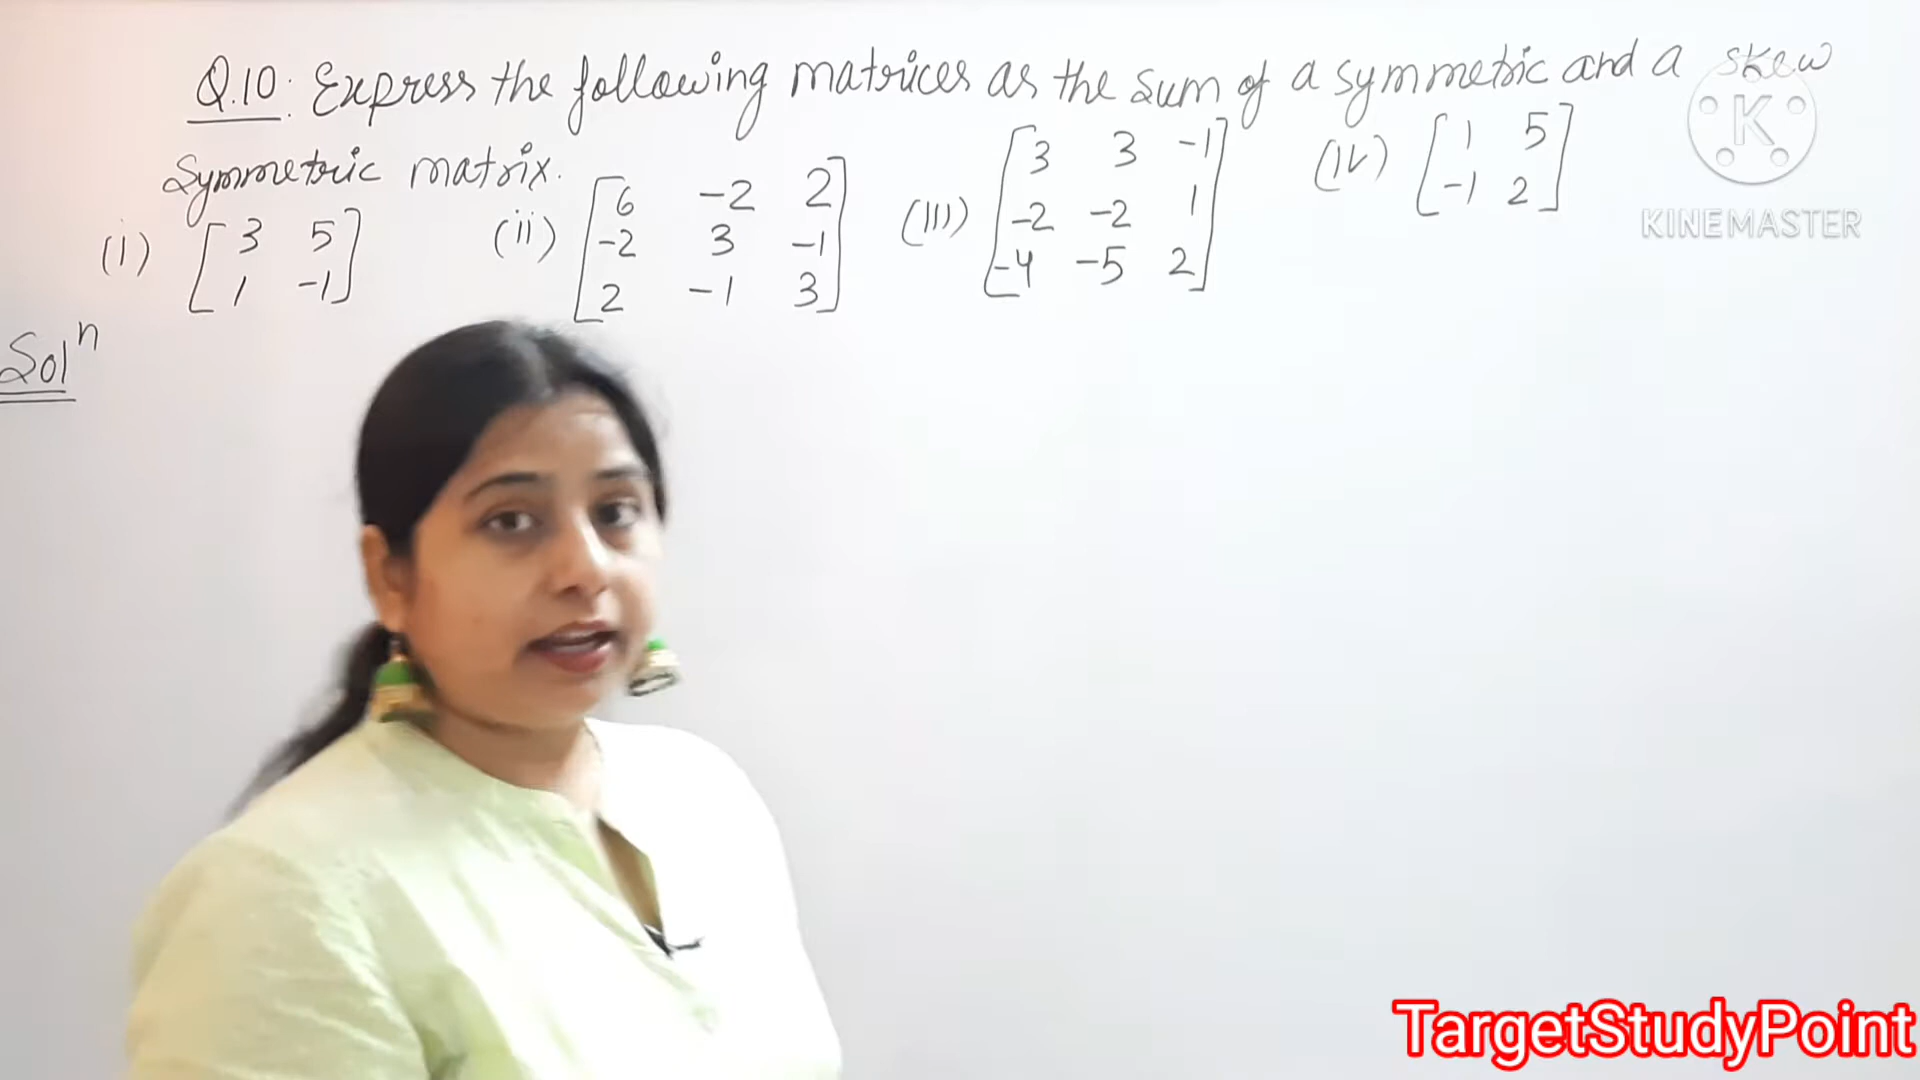 Q.10: Express the following matrices as the sum of a symmetric and a skew
Symmetric matrix.
(i) [3 5
1 -1]
(ii) [6 -2 2
-2 3 -1
2 -1 3]
(III) [3 3 -1
-2 -2 1
-4 -5 2]
(IV) [1 5
-1 2]
Solⁿ
K
KINEMASTER
TargetStudyPoint